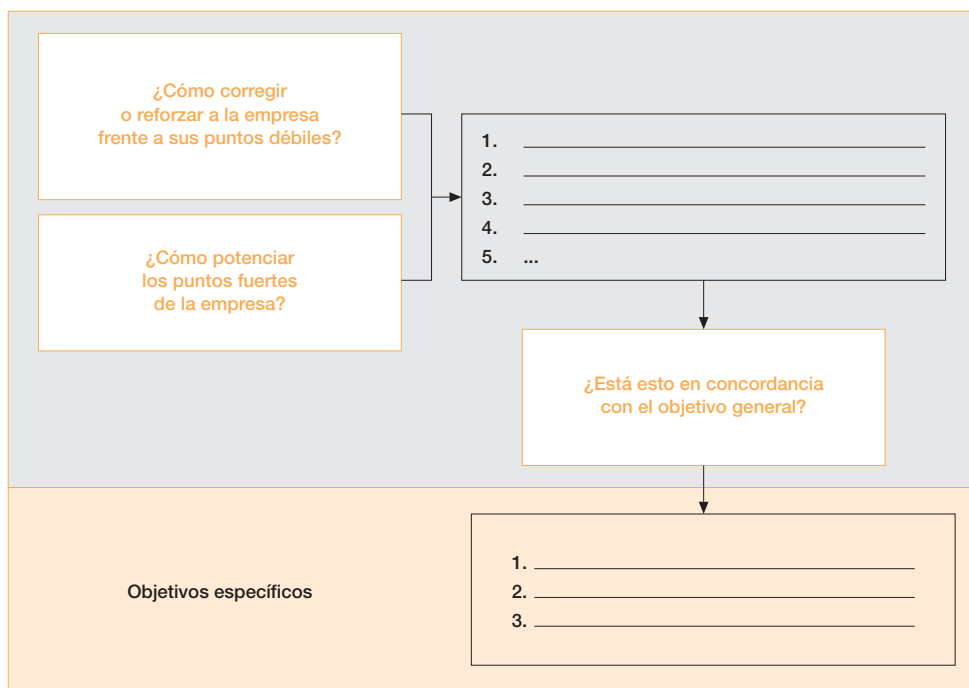 ¿Cómo corregir
o reforzar a la empresa
frente a sus puntos débiles?
¿Cómo potenciar
los puntos fuertes
de la empresa?
1.
2.
3.
4.
5. ...
¿Está esto en concordancia
con el objetivo general?
Objetivos específicos
1.
2.
3.